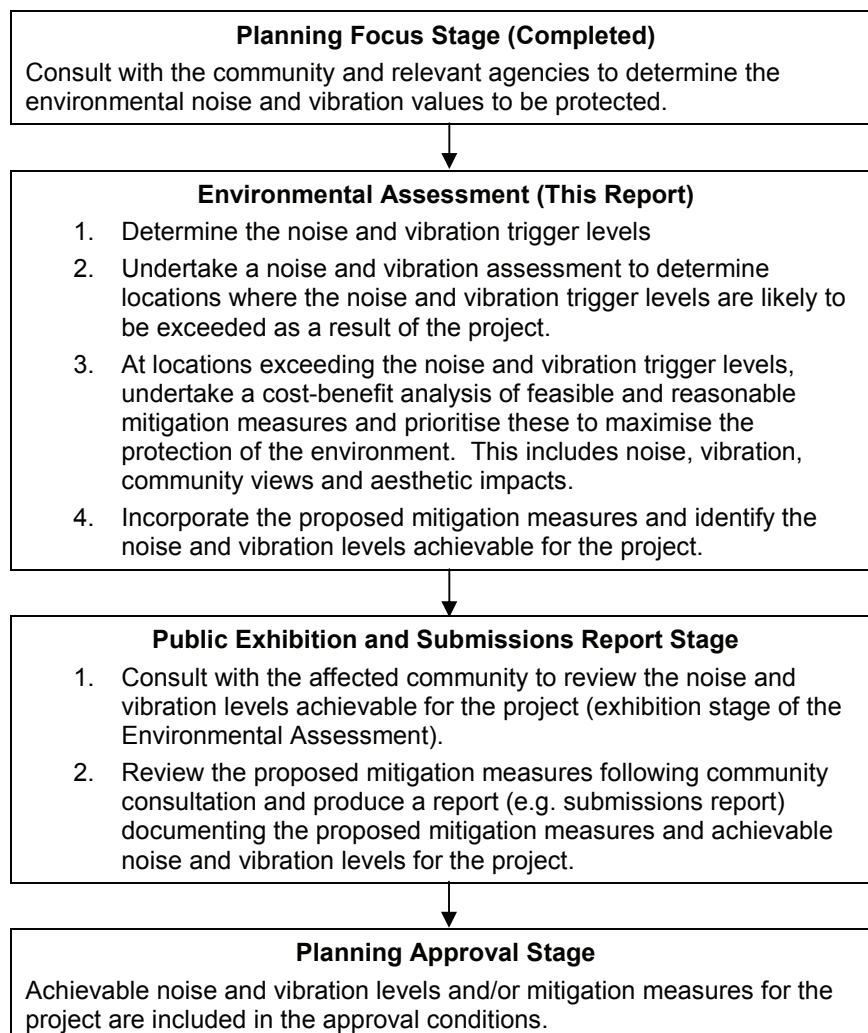 Planning Focus Stage (Completed)
Consult with the community and relevant agencies to determine the
environmental noise and vibration values to be protected.
Environmental Assessment (This Report)
1. Determine the noise and vibration trigger levels
2. Undertake a noise and vibration assessment to determine
locations where the noise and vibration trigger levels are likely to
be exceeded as a result of the project.
3. At locations exceeding the noise and vibration trigger levels,
undertake a cost-benefit analysis of feasible and reasonable
mitigation measures and prioritise these to maximise the
protection of the environment. This includes noise, vibration,
community views and aesthetic impacts.
4. Incorporate the proposed mitigation measures and identify the
noise and vibration levels achievable for the project.
Public Exhibition and Submissions Report Stage
1. Consult with the affected community to review the noise and
vibration levels achievable for the project (exhibition stage of the
Environmental Assessment).
2. Review the proposed mitigation measures following community
consultation and produce a report (e.g. submissions report)
documenting the proposed mitigation measures and achievable
noise and vibration levels for the project.
Planning Approval Stage
Achievable noise and vibration levels and/or mitigation measures for the
project are included in the approval conditions.